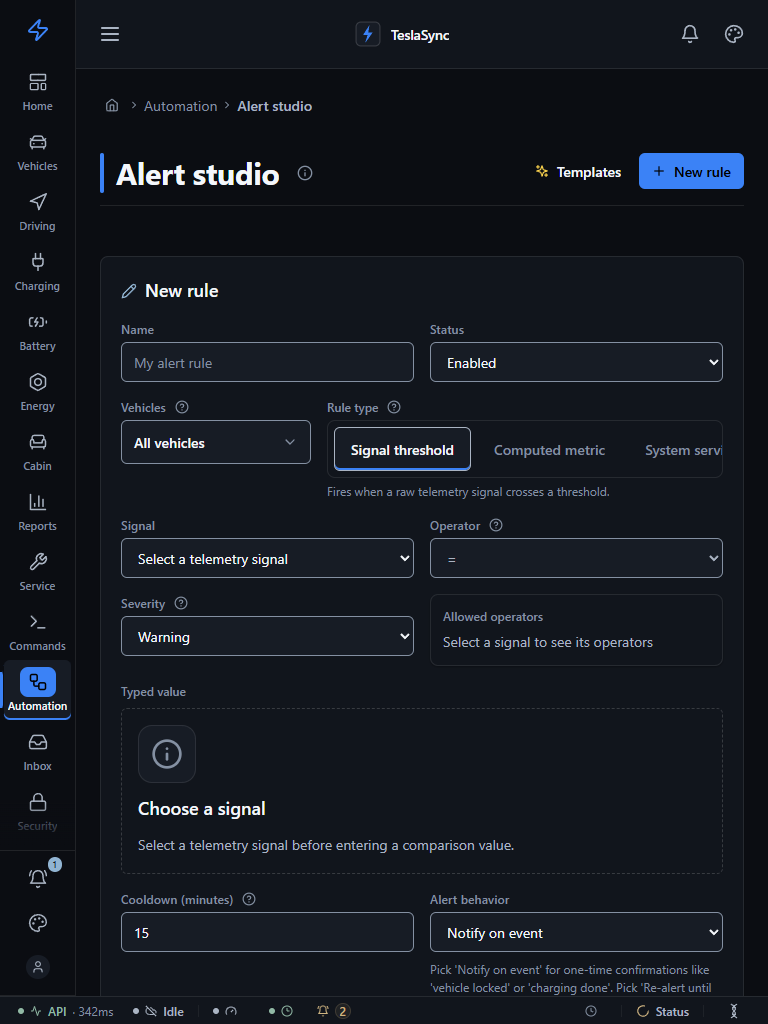 TeslaSync
Home
Vehicles
Driving
Charging
Battery
Energy
Cabin
Reports
Service
Commands
Automation
Inbox
Security
1
Automation > Alert studio
Alert studio
Templates
+ New rule
New rule
Name
Status
My alert rule
Enabled
Vehicles
Rule type
All vehicles
Signal threshold
Computed metric
System servi
Fires when a raw telemetry signal crosses a threshold.
Signal
Operator
Select a telemetry signal
=
Severity
Warning
Allowed operators
Select a signal to see its operators
Typed value
Choose a signal
Select a telemetry signal before entering a comparison value.
Cooldown (minutes)
Alert behavior
15
Notify on event
Pick 'Notify on event' for one-time confirmations like
'vehicle locked' or 'charging done'. Pick 'Re-alert until
API · 342ms
Idle
2
Status